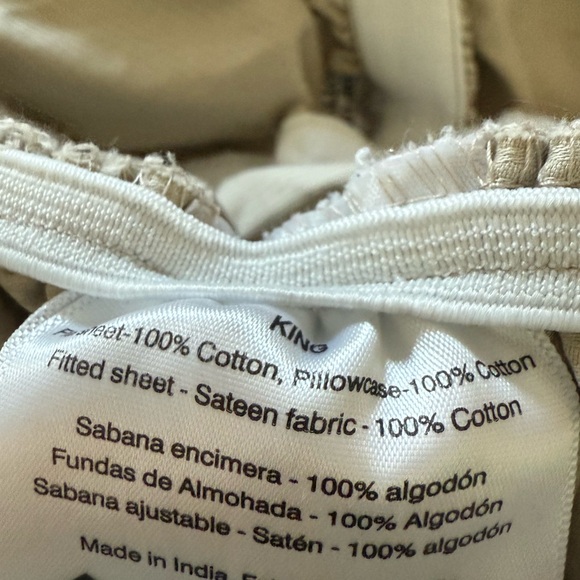 KING
sheet-100% Cotton, Pillowcase-100% Cotton
Fitted sheet - Sateen fabric - 100% Cotton
Sabana encimera - 100% algodón
Fundas de Almohada - 100% Algodón
Sabana ajustable - Satén - 100% algodón
Made in India,